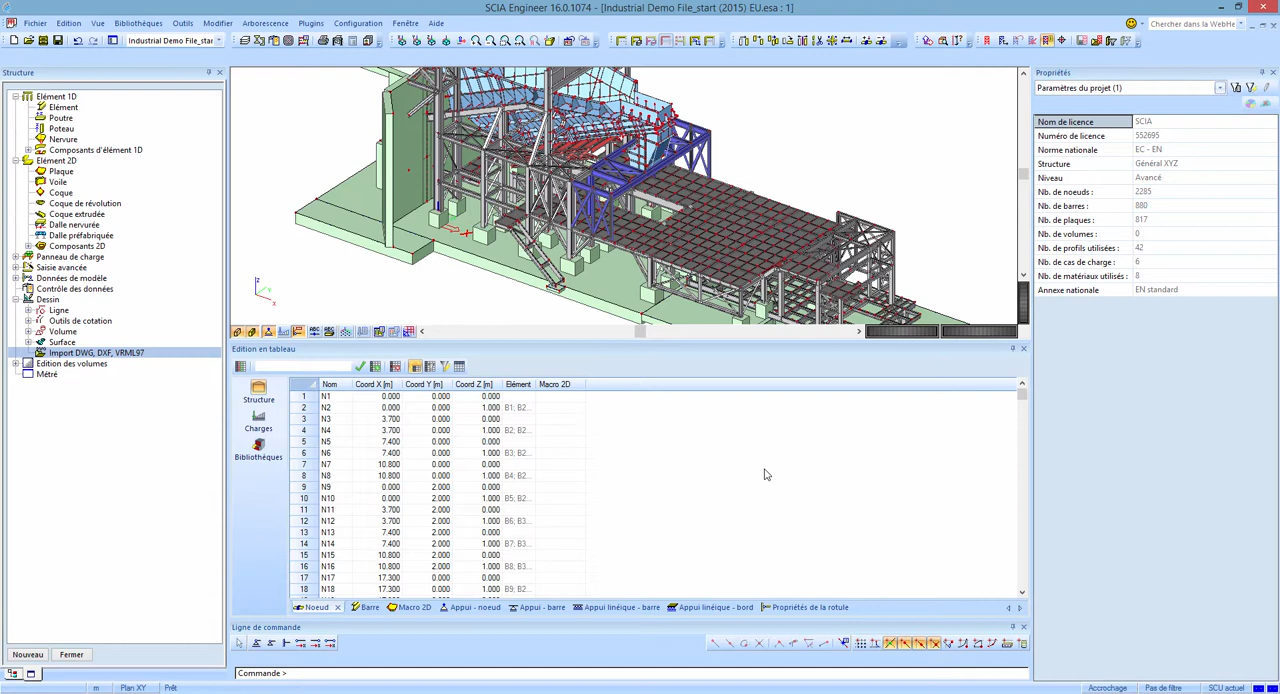 SCIA Engineer 16.0.1074 - [Industrial Demo File_start (2015) EU.esa : 1]
Fichier Edition Vue Bibliothèques Outils Modifier Arborescence Plugins Configuration Fenêtre Aide
Chercher dans la WebHe
Industrial Demo File_star
Structure
Elément 1D
Elément
Poutre
Poteau
Nervure
Composants d'élément 1D
Elément 2D
Plaque
Voile
Coque
Coque de révolution
Coque extrudée
Dalle nervurée
Dalle préfabriquée
Composants 2D
Panneau de charge
Saisie avancée
Données de modèle
Contrôle des données
Dessin
Ligne
Outils de cotation
Volume
Surface
Import DWG, DXF, VRML97
Edition des volumes
Métré
Nouveau Fermer
z
y
x
Edition en tableau
Structure
Charges
Bibliothèques
Nom Coord X [m] Coord Y [m] Coord Z [m] Elément Macro 2D
1 N1 0.000 0.000 0.000
2 N2 0.000 0.000 1.000 B1; B2...
3 N3 3.700 0.000 0.000
4 N4 3.700 0.000 1.000 B2; B2...
5 N5 7.400 0.000 0.000
6 N6 7.400 0.000 1.000 B3; B2...
7 N7 10.800 0.000 0.000
8 N8 10.800 0.000 1.000 B4; B2...
9 N9 0.000 2.000 0.000
10 N10 0.000 2.000 1.000 B5; B2...
11 N11 3.700 2.000 0.000
12 N12 3.700 2.000 1.000 B6; B3...
13 N13 7.400 2.000 0.000
14 N14 7.400 2.000 1.000 B7; B3...
15 N15 10.800 2.000 0.000
16 N16 10.800 2.000 1.000 B8; B3...
17 N17 17.300 0.000 0.000
18 N18 17.300 0.000 1.000 B9; B2...
Noeud Barre Macro 2D Appui - noeud Appui - barre Appui linéique - barre Appui linéique - bord Propriétés de la rotule
Ligne de commande
Commande >
Propriétés
Paramètres du projet (1)
Nom de licence SCIA
Numéro de licence 552695
Norme nationale EC - EN
Structure Général XYZ
Niveau Avancé
Nb. de noeuds : 2285
Nb. de barres : 880
Nb. de plaques : 817
Nb. de volumes : 0
Nb. de profils utilisées : 42
Nb. de cas de charge : 6
Nb. de matériaux utilisés : 8
Annexe nationale EN standard
m Plan XY Prêt Accrochage Pas de filtre SCU actuel